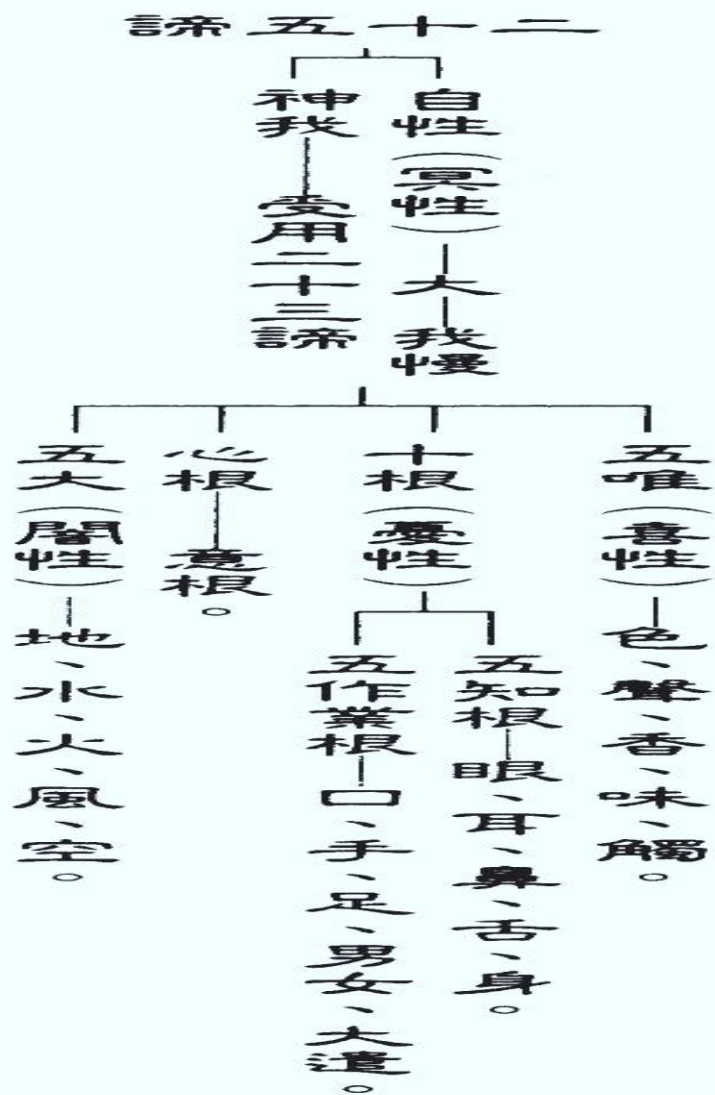 二十五諦
自性（冥性）—大—我慢
神我—受用二十三諦
五唯（喜性）—色、聲、香、味、觸。
十根（憂性）
五知根—眼、耳、鼻、舌、身。
五作業根—口、手、足、男女、大遺。
心根—意根。
五大（闇性）—地、水、火、風、空。